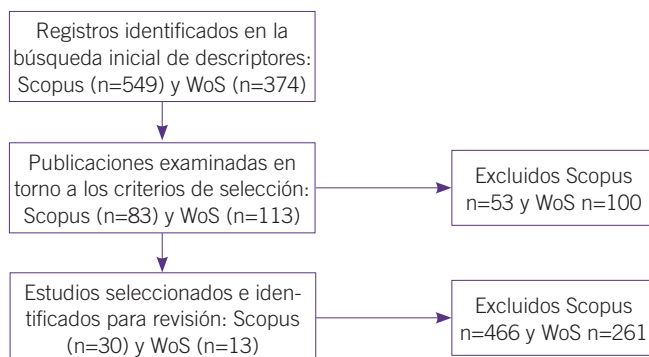 Registros identificados en la
búsqueda inicial de descriptores:
Scopus (n=549) y WoS (n=374)
Publicaciones examinadas en
torno a los criterios de selección:
Scopus (n=83) y WoS (n=113)
Excluidos Scopus
n=53 y WoS n=100
Estudios seleccionados e iden-
tificados para revisión: Scopus
(n=30) y WoS (n=13)
Excluidos Scopus
n=466 y WoS n=261